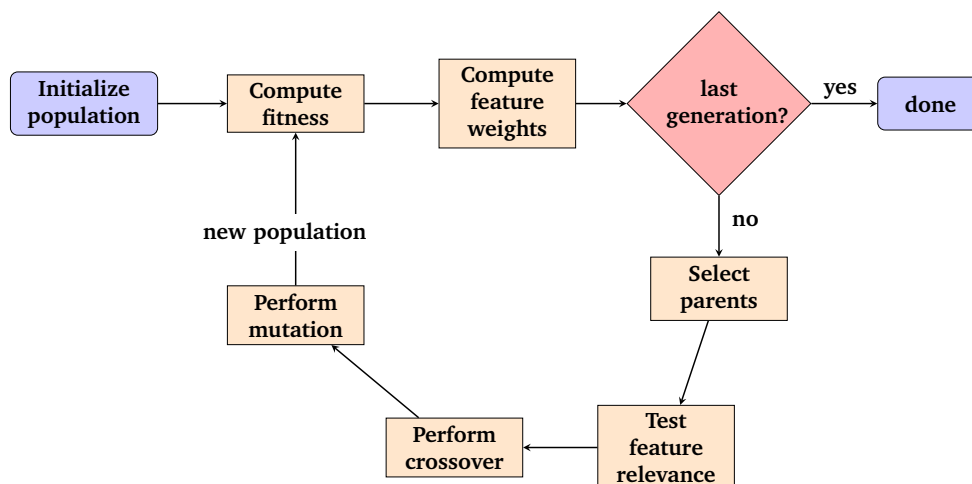 Initialize
population
Compute
fitness
Compute
feature
weights
last
generation?
yes
done
no
new population
Select
parents
Perform
mutation
Test
feature
relevance
Perform
crossover